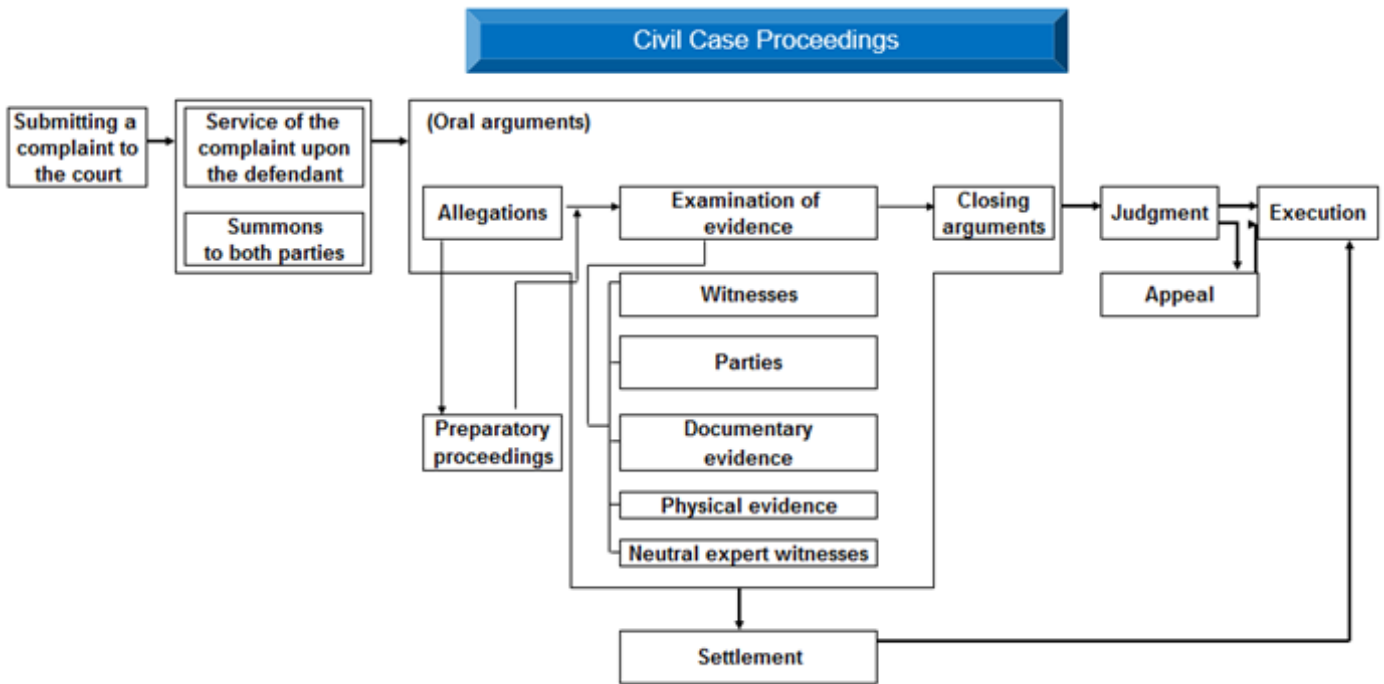 Civil Case Proceedings
Submitting a
complaint to
the court
Service of the
complaint upon
the defendant
Summons
to both parties
(Oral arguments)
Allegations
Examination of
evidence
Closing
arguments
Judgment
Execution
Appeal
Witnesses
Parties
Preparatory
proceedings
Documentary
evidence
Physical evidence
Neutral expert witnesses
Settlement